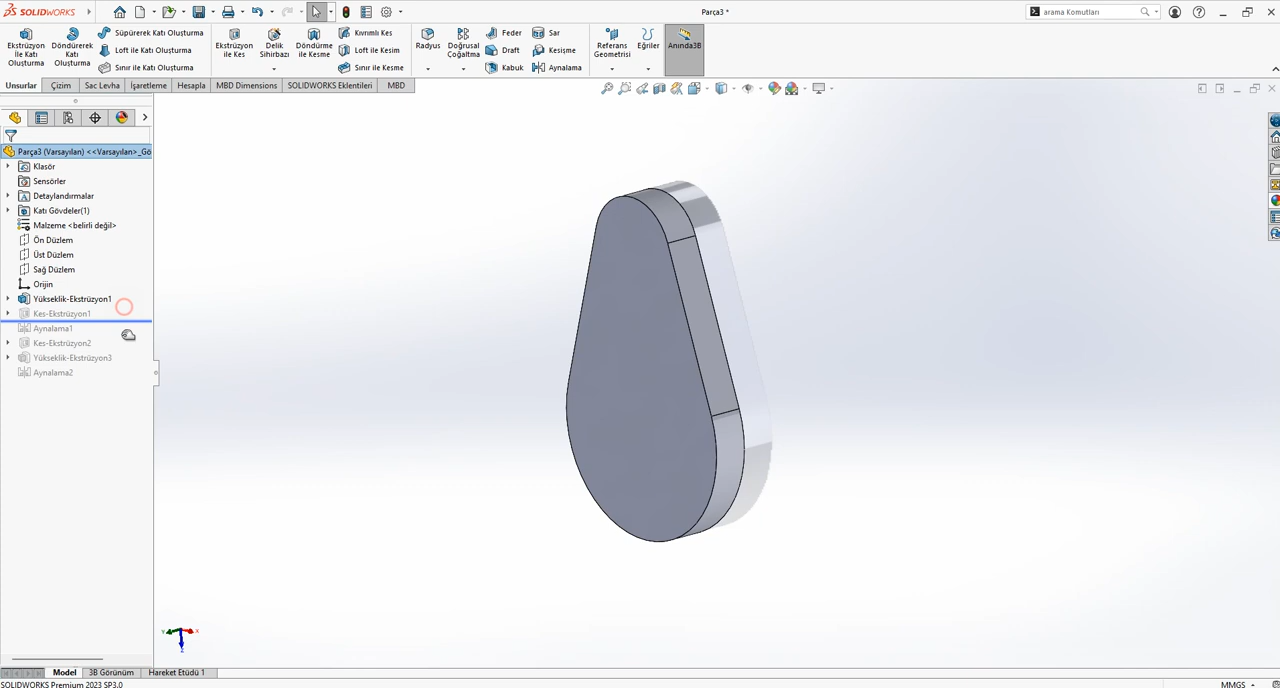 SOLIDWORKS
Parça3 *
arama Komutları
Ekstrüzyon İle Katı Oluşturma
Döndürerek Katı Oluşturma
Süpürerek Katı Oluşturma
Loft ile Katı Oluşturma
Sınır ile Katı Oluşturma
Ekstrüzyon ile Kes
Delik Sihirbazı
Döndürme ile Kesme
Kıvrımlı Kes
Loft ile Kesim
Sınır ile Kesme
Radyus
Doğrusal Çoğaltma
Feder
Draft
Kabuk
Sar
Kesişme
Aynalama
Referans Geometrisi
Eğriler
Anında3B
Unsurlar
Çizim
Sac Levha
İşaretleme
Hesapla
MBD Dimensions
SOLIDWORKS Eklentileri
MBD
Parça3 (Varsayılan) <<Varsayılan>_Gö
Klasör
Sensörler
Detaylandırmalar
Katı Gövdeler(1)
Malzeme <belirli değil>
Ön Düzlem
Üst Düzlem
Sağ Düzlem
Orijin
Yükseklik-Ekstrüzyon1
Kes-Ekstrüzyon1
Aynalama1
Kes-Ekstrüzyon2
Yükseklik-Ekstrüzyon3
Aynalama2
Y
X
Z
Model
3B Görünüm
Hareket Etüdü 1
SOLIDWORKS Premium 2023 SP3.0
MMGS